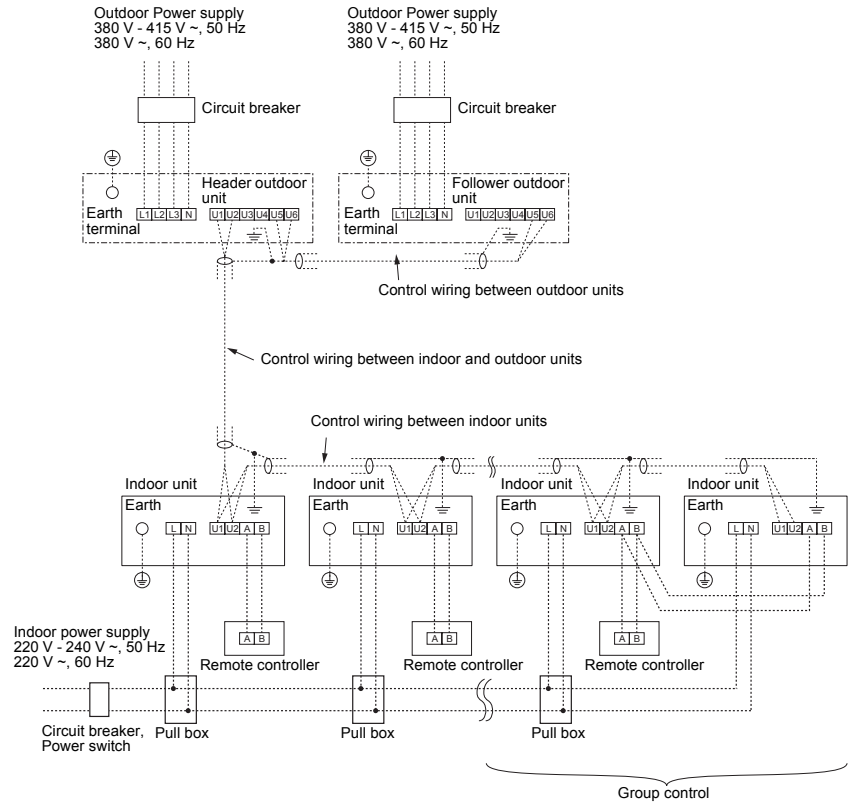 Outdoor Power supply
380 V - 415 V ~, 50 Hz
380 V ~, 60 Hz
Outdoor Power supply
380 V - 415 V ~, 50 Hz
380 V ~, 60 Hz
Circuit breaker
Circuit breaker
Header outdoor
unit
Earth
terminal
L1 L2 L3 N
U1 U2 U3 U4 U5 U6
Follower outdoor
unit
Earth
terminal
L1 L2 L3 N
U1 U2 U3 U4 U5 U6
Control wiring between outdoor units
Control wiring between indoor and outdoor units
Control wiring between indoor units
Indoor unit
Earth
L N
U1 U2 A B
Indoor unit
Earth
L N
U1 U2 A B
Indoor unit
Earth
L N
U1 U2 A B
Indoor unit
Earth
L N
U1 U2 A B
A B
Remote controller
A B
Remote controller
A B
Remote controller
Indoor power supply
220 V - 240 V ~, 50 Hz
220 V ~, 60 Hz
Circuit breaker,
Power switch
Pull box
Pull box
Pull box
Group control